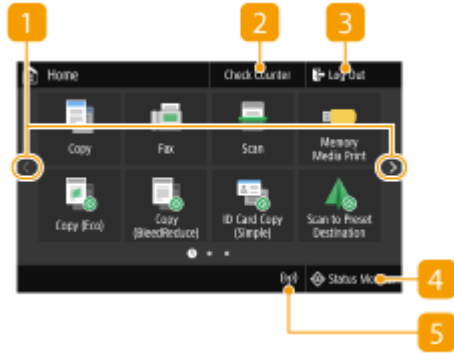 1
2
3
Home
Check Counter
Log Out
Copy
Fax
Scan
Memory
Media Print
Copy (Eco)
Copy
(BleedReduce)
ID Card Copy
(Simple)
Scan to Preset
Destination
Status Mo
4
5